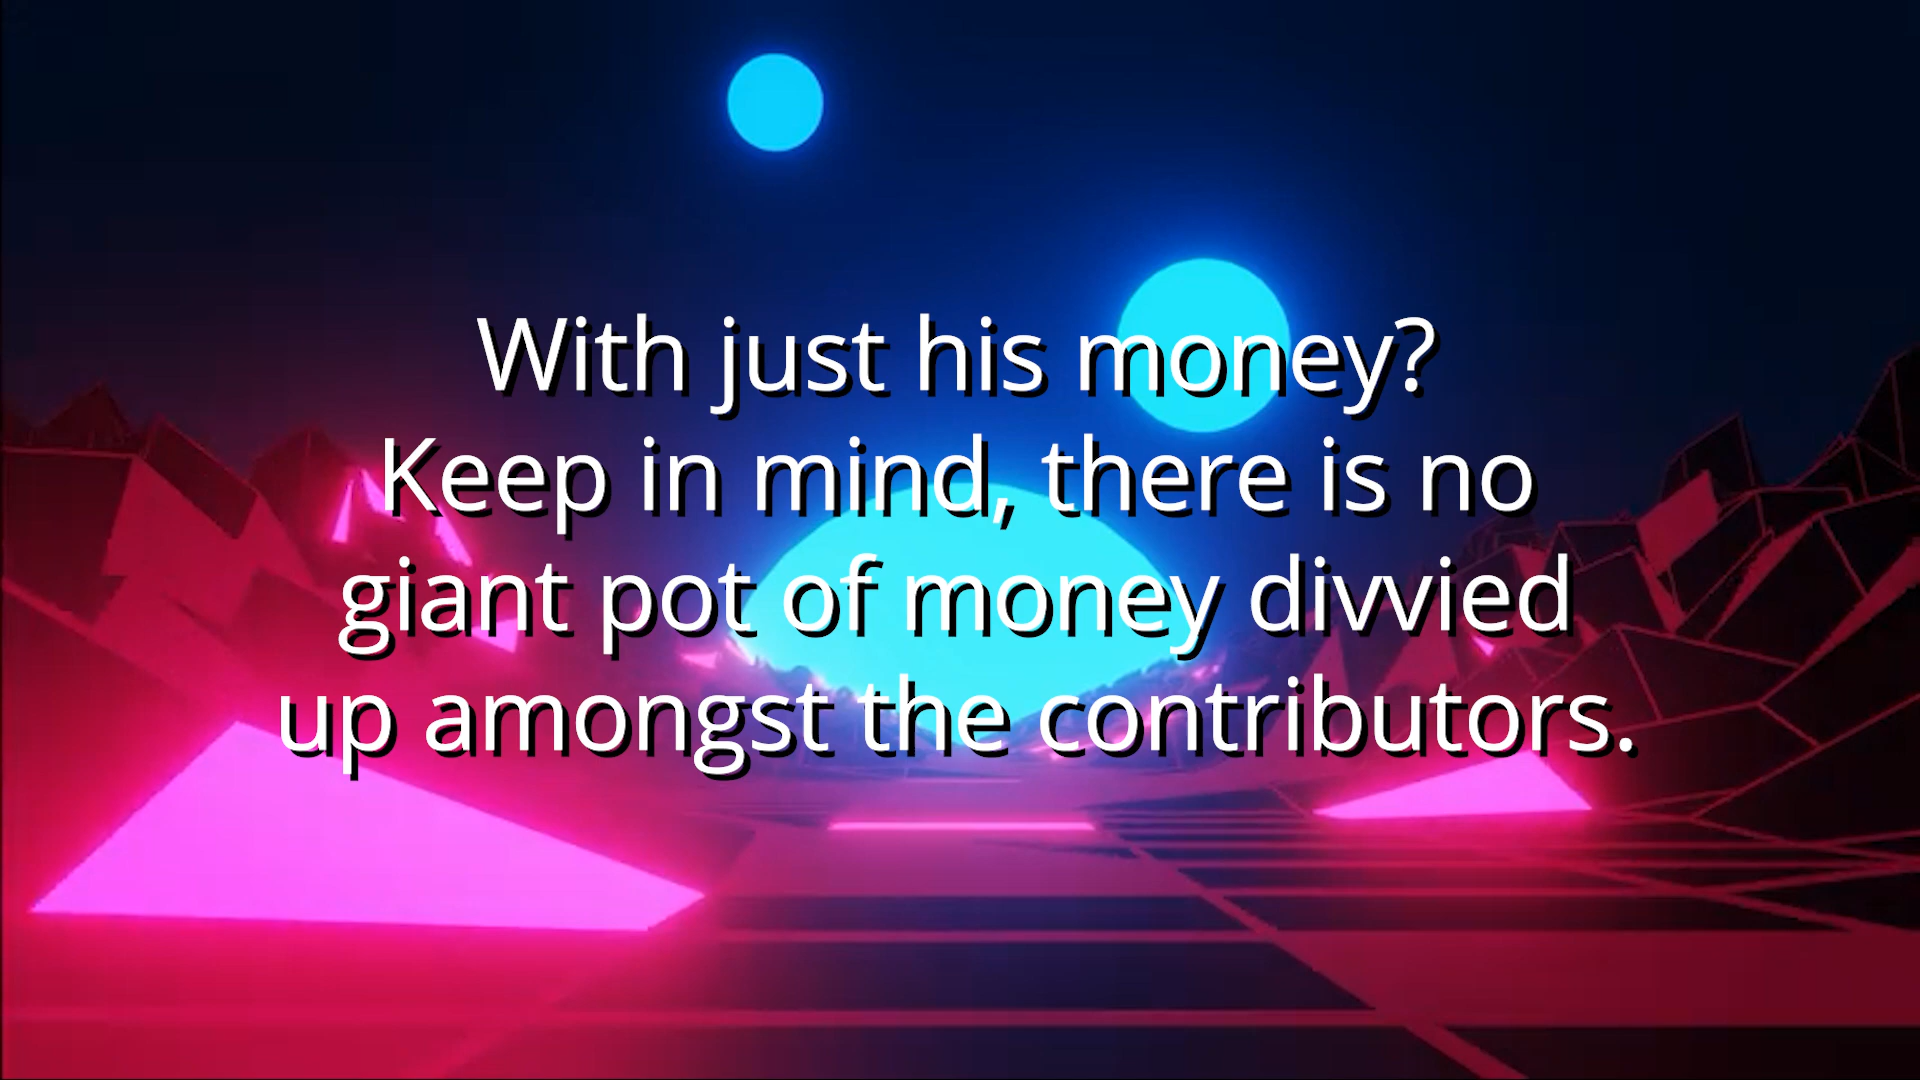 With just his money?
Keep in mind, there is no
giant pot of money divvied
up amongst the contributors.